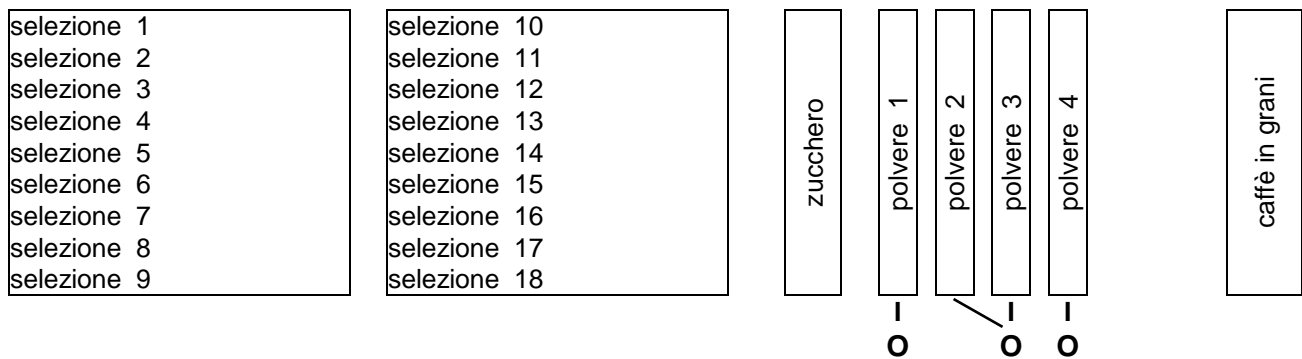 selezione 1
selezione 2
selezione 3
selezione 4
selezione 5
selezione 6
selezione 7
selezione 8
selezione 9
selezione 10
selezione 11
selezione 12
selezione 13
selezione 14
selezione 15
selezione 16
selezione 17
selezione 18
zucchero
polvere 1
polvere 2
polvere 3
polvere 4
caffè in grani
I I I
O O O